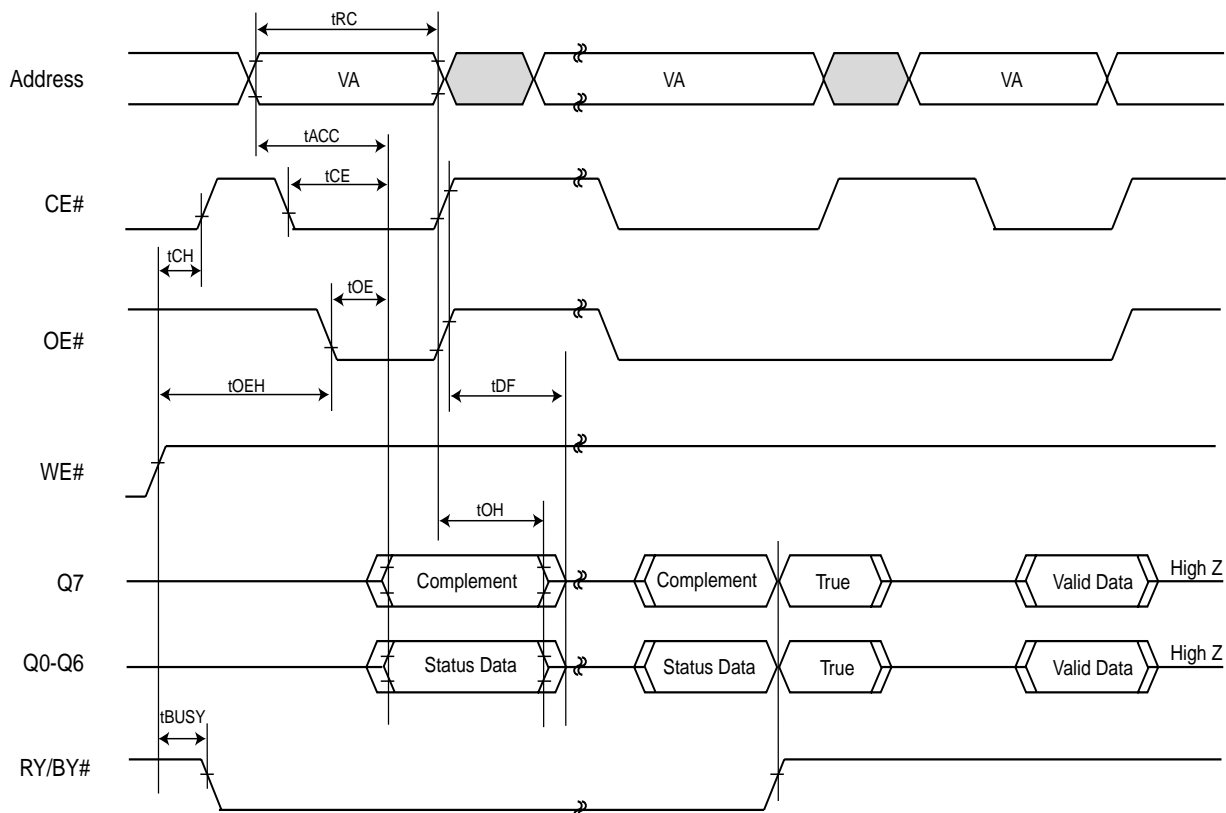 tRC
Address VA VA VA
tACC
tCE
CE#
tCH
tOE
OE#
tOEH tDF
WE#
tOH
Q7 Complement Complement True Valid Data High Z
Q0-Q6 Status Data Status Data True Valid Data High Z
tBUSY
RY/BY#